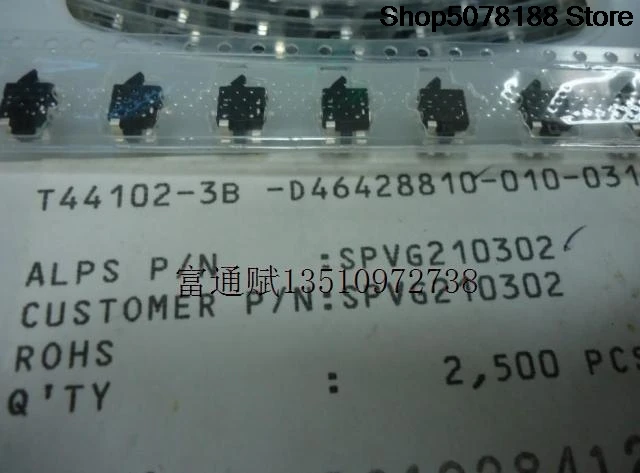 Shop5078188 Store
T44102-3B -D46428810-010-031
ALPS P/N :SPVG210302
富通赋13510972738
CUSTOMER P/N:SPVG210302
ROHS
Q'TY : 2,500 PCS